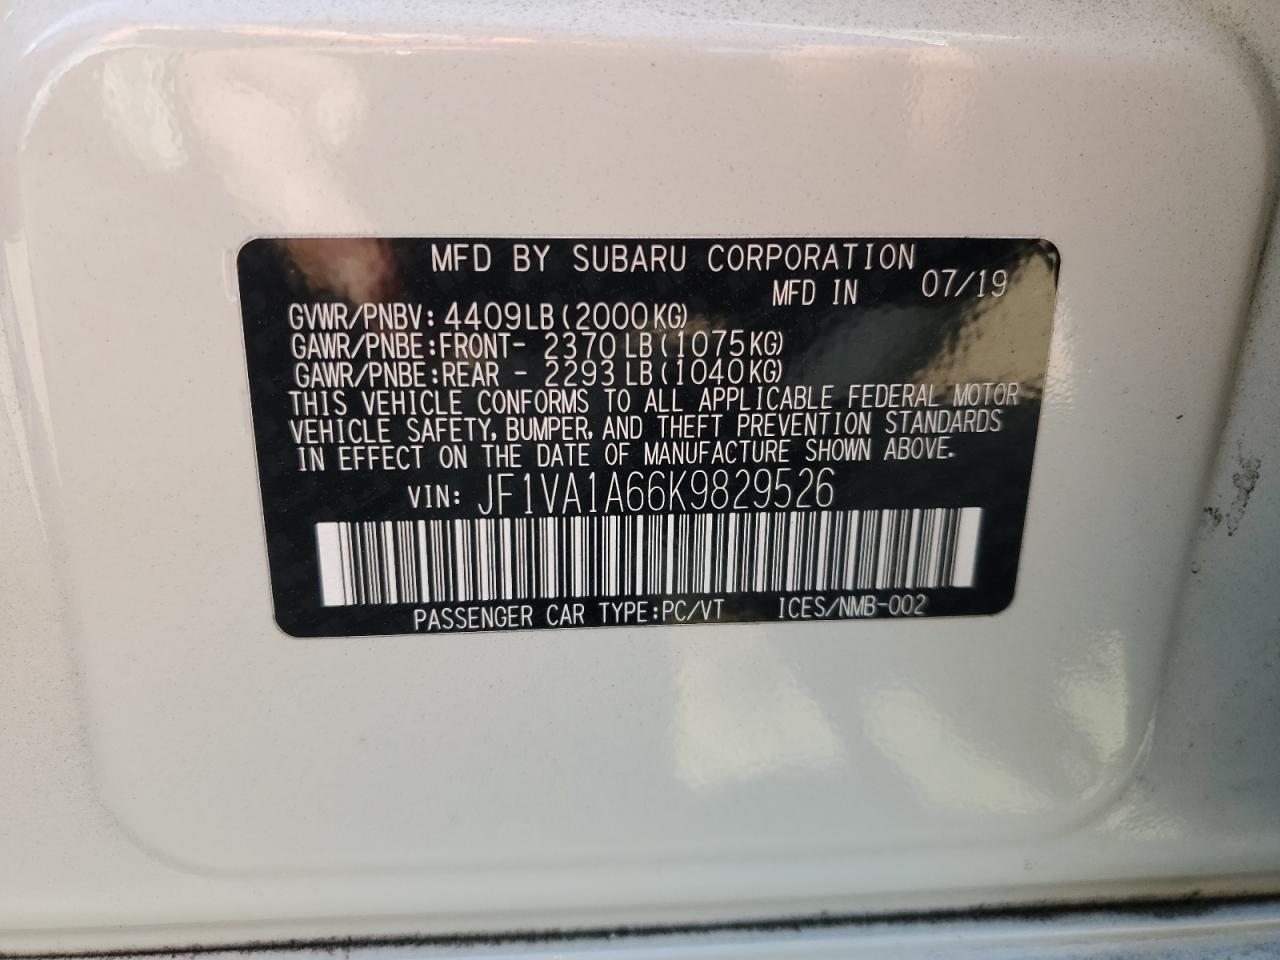 MFD BY SUBARU CORPORATION
MFD IN 07/19
GVWR/PNBV: 4409LB(2000KG)
GAWR/PNBE:FRONT- 2370 LB(1075KG)
GAWR/PNBE:REAR - 2293 LB(1040KG)
THIS VEHICLE CONFORMS TO ALL APPLICABLE FEDERAL MOTOR
VEHICLE SAFETY, BUMPER, AND THEFT PREVENTION STANDARDS
IN EFFECT ON THE DATE OF MANUFACTURE SHOWN ABOVE.
VIN: JF1VA1A66K9829526
PASSENGER CAR TYPE:PC/VT ICES/NMB-002